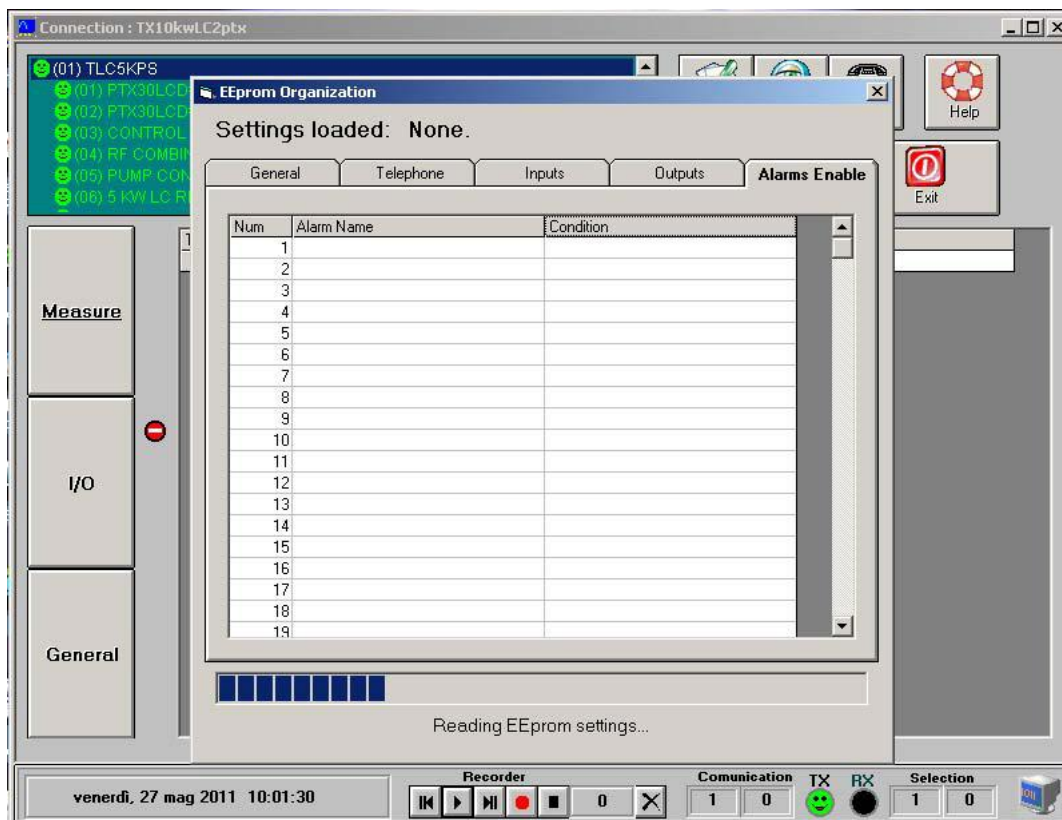 Connection : TX10kwLC2ptx
(01) TLC5KPS
(01) PTX30LCD
(02) PTX30LCD
(03) CONTROL
(04) RF COMBIN
(05) PUMP CON
(06) 5 KW LC R
Help
Exit
EEprom Organization
Settings loaded: None.
General Telephone Inputs Outputs Alarms Enable
Num Alarm Name Condition
1
2
3
4
5
6
7
8
9
10
11
12
13
14
15
16
17
18
19
Measure
I/O
General
Reading EEprom settings...
Recorder Comunication TX RX Selection
venerdì, 27 mag 2011 10:01:30 0 1 0 1 0